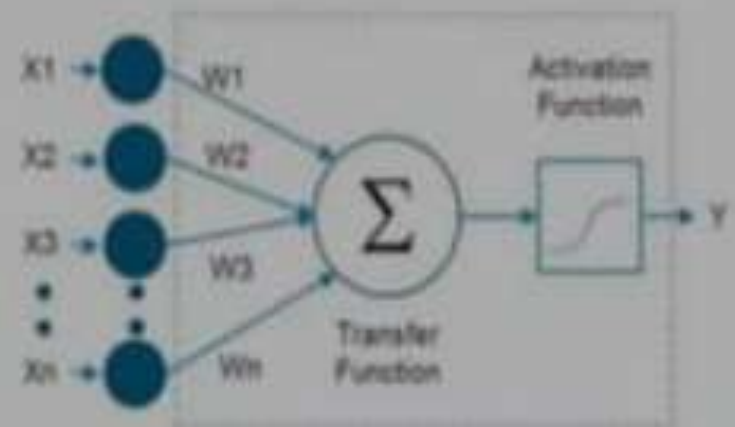 X1
W1
X2
W2
X3
W3
Xn
Wn
Σ
Transfer
Function
Activation
Function
Y